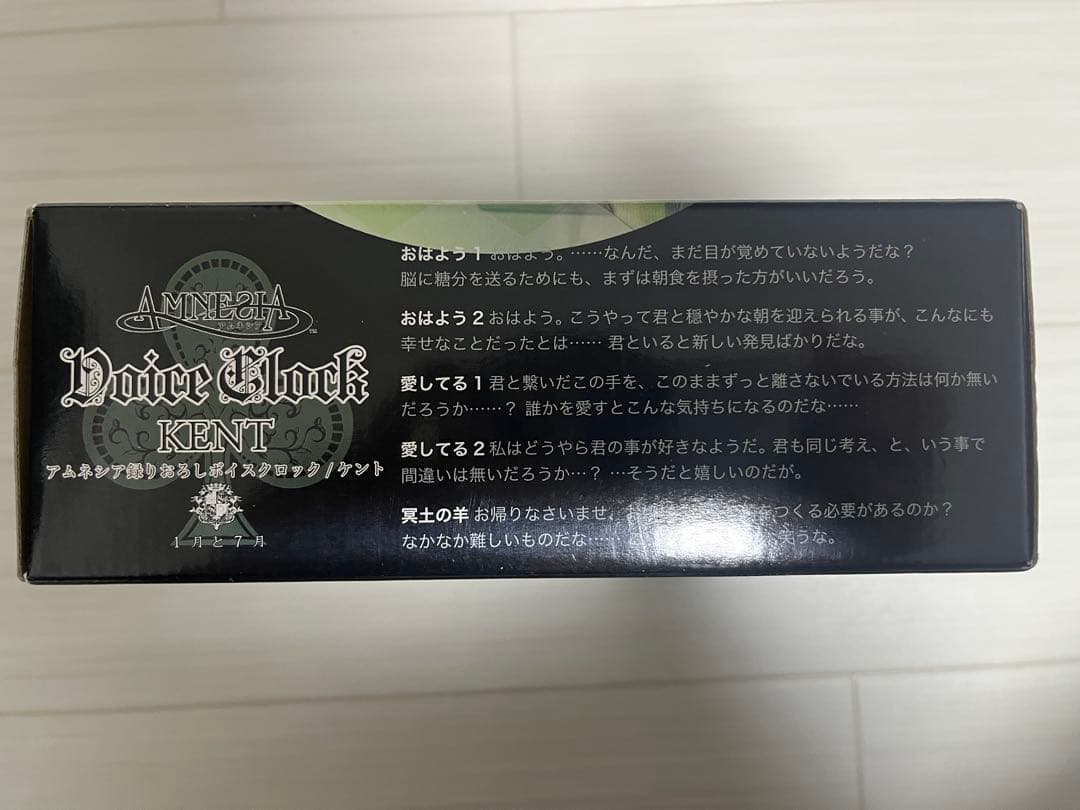 AMNESIA
アムネシア
TM
Voice Clock
KENT
アムネシア録りおろしボイスクロック/ケント
1月と7月
おはよう 1 おはよう。……なんだ、まだ目が覚めていないようだな？
脳に糖分を送るためにも、まずは朝食を摂った方がいいだろう。
おはよう 2 おはよう。こうやって君と穏やかな朝を迎えられる事が、こんなにも
幸せなことだったとは…… 君といると新しい発見ばかりだな。
愛してる 1 君と繋いだこの手を、このままずっと離さないでいる方法は何か無い
だろうか……？ 誰かを愛すとこんな気持ちになるのだな……
愛してる 2 私はどうやら君の事が好きなようだ。君も同じ考え、と、いう事で
間違いは無いだろうか…？ …そうだと嬉しいのだが。
冥土の羊 お帰りなさいませ、 をつくる必要があるのか？
なかなか難しいものだな…… 笑うな。